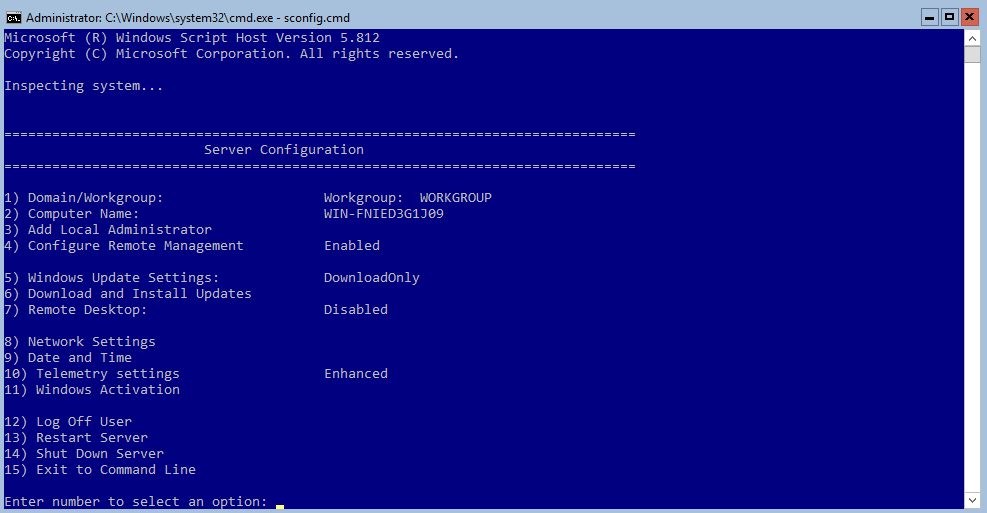 Administrator: C:\Windows\system32\cmd.exe - sconfig.cmd
Microsoft (R) Windows Script Host Version 5.812
Copyright (C) Microsoft Corporation. All rights reserved.
Inspecting system...
===============================================================================
Server Configuration
===============================================================================
1) Domain/Workgroup: Workgroup: WORKGROUP
2) Computer Name: WIN-FNIED3G1J09
3) Add Local Administrator
4) Configure Remote Management Enabled
5) Windows Update Settings: DownloadOnly
6) Download and Install Updates
7) Remote Desktop: Disabled
8) Network Settings
9) Date and Time
10) Telemetry settings Enhanced
11) Windows Activation
12) Log Off User
13) Restart Server
14) Shut Down Server
15) Exit to Command Line
Enter number to select an option: